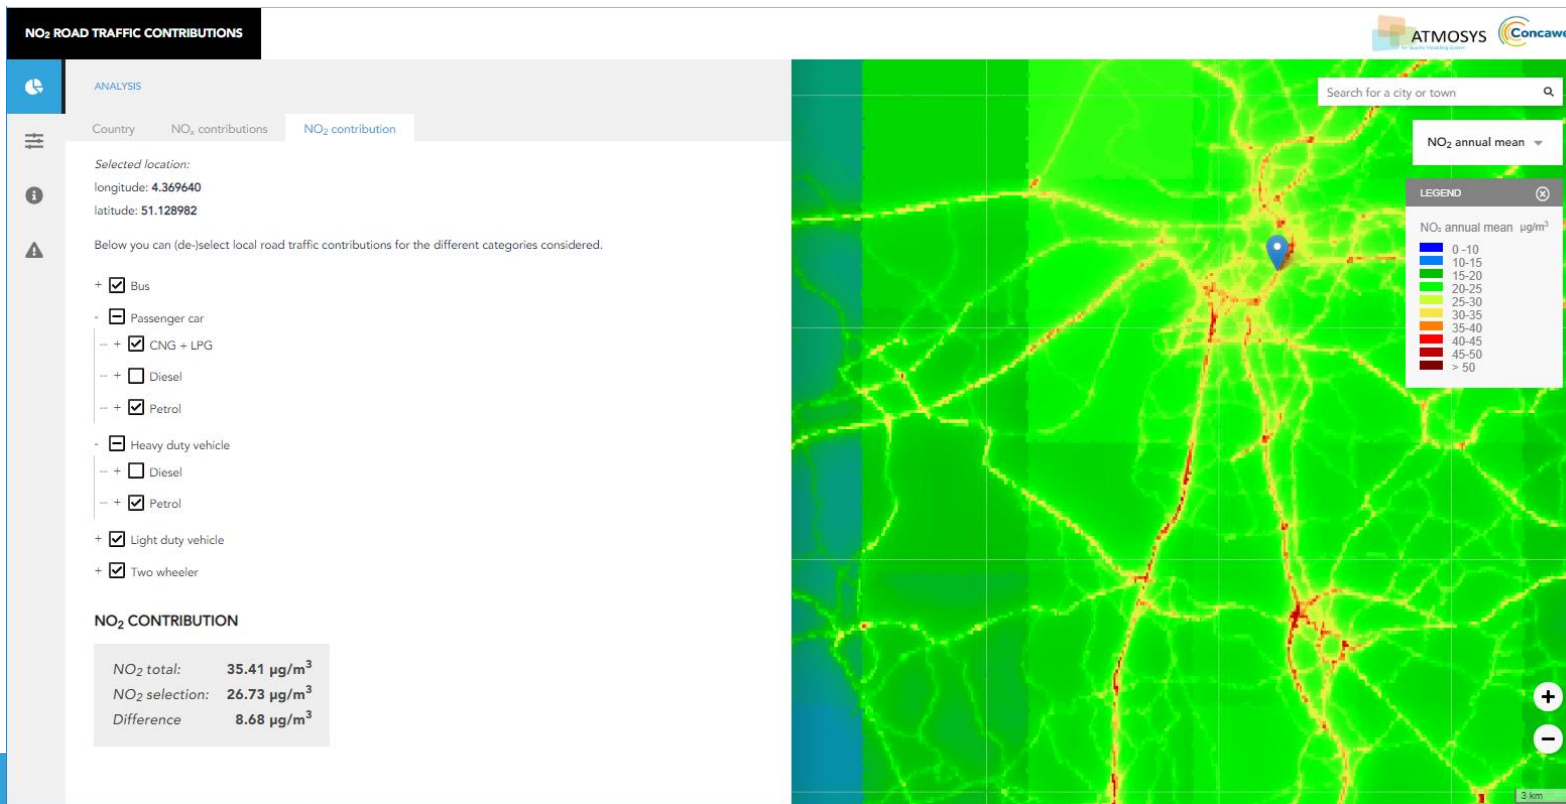 NO₂ ROAD TRAFFIC CONTRIBUTIONS
ATMOSYS
Concawe
ANALYSIS
Country
NOₓ contributions
NO₂ contribution
Selected location:
longitude: 4.369640
latitude: 51.128982
Below you can (de-)select local road traffic contributions for the different categories considered.
+ Bus
- Passenger car
-- + CNG + LPG
-- + Diesel
-- + Petrol
- Heavy duty vehicle
-- + Diesel
-- + Petrol
+ Light duty vehicle
+ Two wheeler
NO₂ CONTRIBUTION
NO₂ total: 35.41 µg/m³
NO₂ selection: 26.73 µg/m³
Difference 8.68 µg/m³
Search for a city or town
NO₂ annual mean
LEGEND
NO₂ annual mean µg/m³
0 -10
10-15
15-20
20-25
25-30
30-35
35-40
40-45
45-50
> 50
+
−
3 km